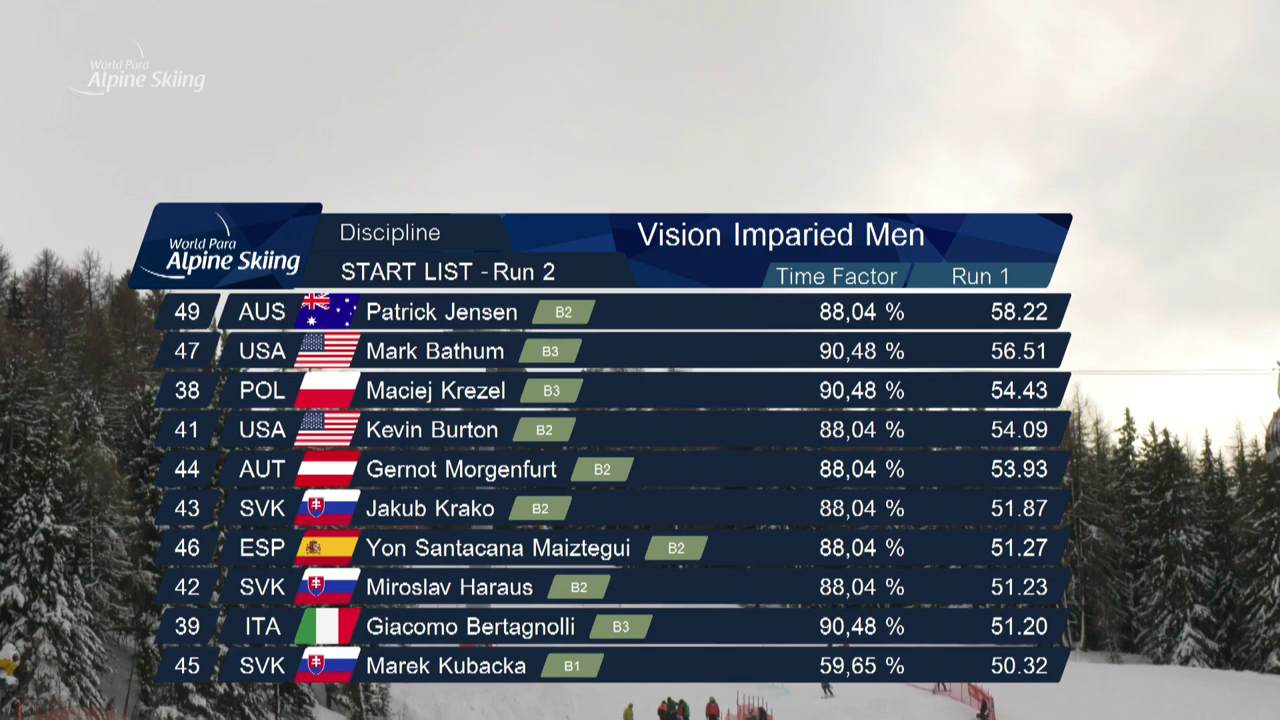 World Para
Alpine Skiing
World Para
Alpine Skiing
Discipline
Vision Imparied Men
START LIST - Run 2
Time Factor
Run 1
49 AUS Patrick Jensen B2 88,04 % 58.22
47 USA Mark Bathum B3 90,48 % 56.51
38 POL Maciej Krezel B3 90,48 % 54.43
41 USA Kevin Burton B2 88,04 % 54.09
44 AUT Gernot Morgenfurt B2 88,04 % 53.93
43 SVK Jakub Krako B2 88,04 % 51.87
46 ESP Yon Santacana Maiztegui B2 88,04 % 51.27
42 SVK Miroslav Haraus B2 88,04 % 51.23
39 ITA Giacomo Bertagnolli B3 90,48 % 51.20
45 SVK Marek Kubacka B1 59,65 % 50.32